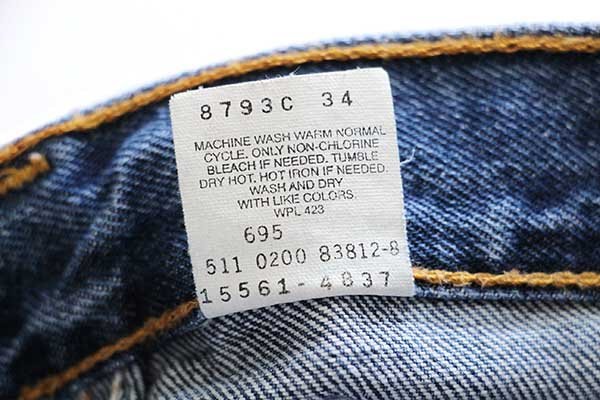 8793C 34
MACHINE WASH WARM NORMAL
CYCLE. ONLY NON-CHLORINE
BLEACH IF NEEDED. TUMBLE
DRY HOT. HOT IRON IF NEEDED.
WASH AND DRY
WITH LIKE COLORS.
WPL 423
695
511 0200 83812-8
15561-4837